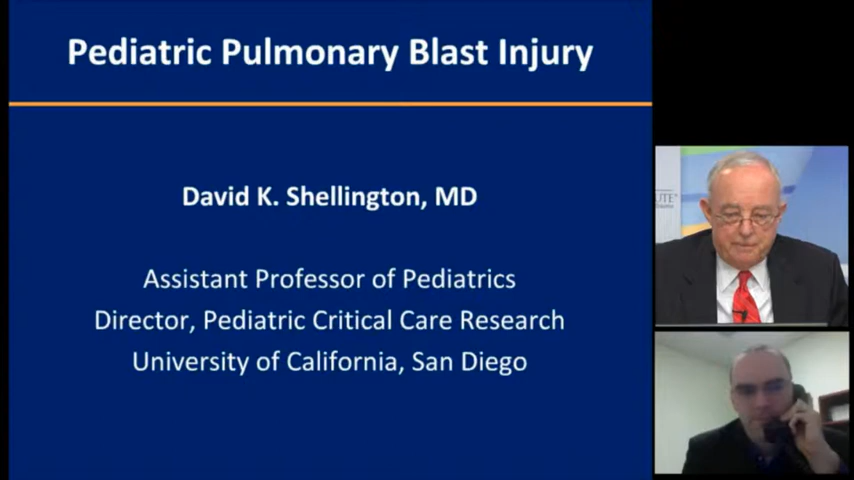 Pediatric Pulmonary Blast Injury
David K. Shellington, MD
Assistant Professor of Pediatrics
Director, Pediatric Critical Care Research
University of California, San Diego